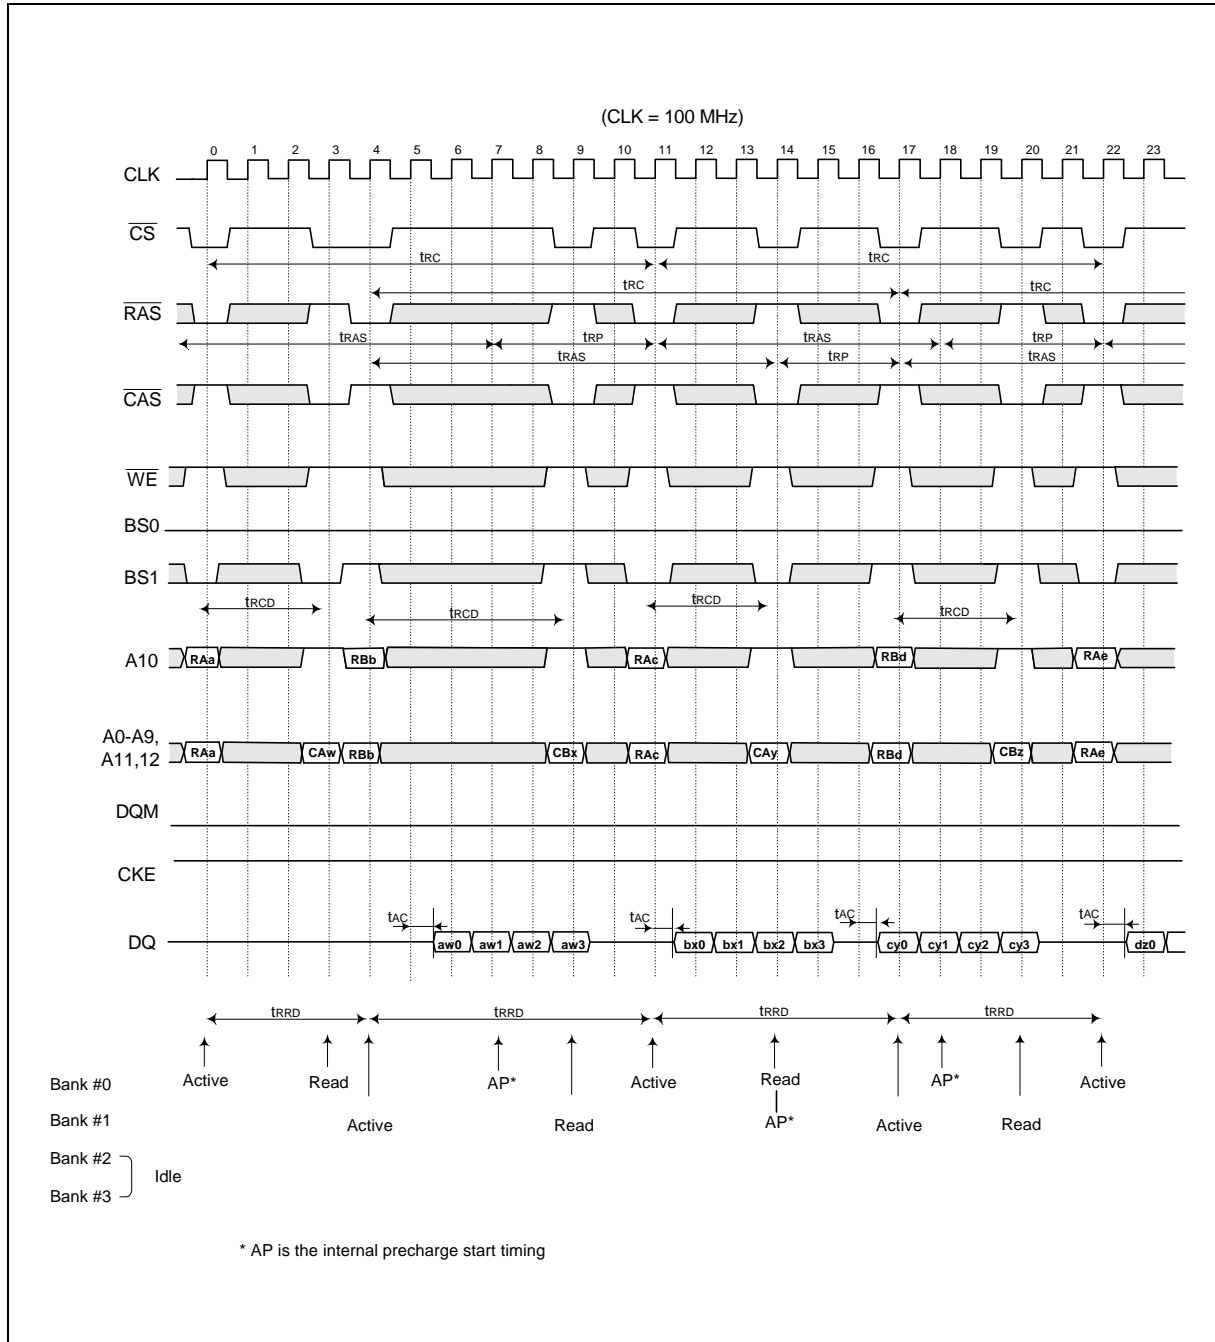 (CLK = 100 MHz)
0 1 2 3 4 5 6 7 8 9 10 11 12 13 14 15 16 17 18 19 20 21 22 23
CLK
CS
tRC tRC
tRC tRC
RAS
tRAS tRP tRAS tRP
tRAS tRP tRAS
CAS
WE
BS0
BS1
tRCD tRCD tRCD tRCD
A10 RAa RBb RAc RBd RAe
A0-A9,
A11,12 RAa CAw RBb CBx RAc CAy RBd CBz RAe
DQM
CKE
tAC tAC tAC tAC
DQ aw0 aw1 aw2 aw3 bx0 bx1 bx2 bx3 cy0 cy1 cy2 cy3 dz0
tRRD tRRD tRRD tRRD
Bank #0 Active Read AP* Active Read AP* Active
Bank #1 Active Read AP* Active Read
Bank #2
Idle
Bank #3
* AP is the internal precharge start timing